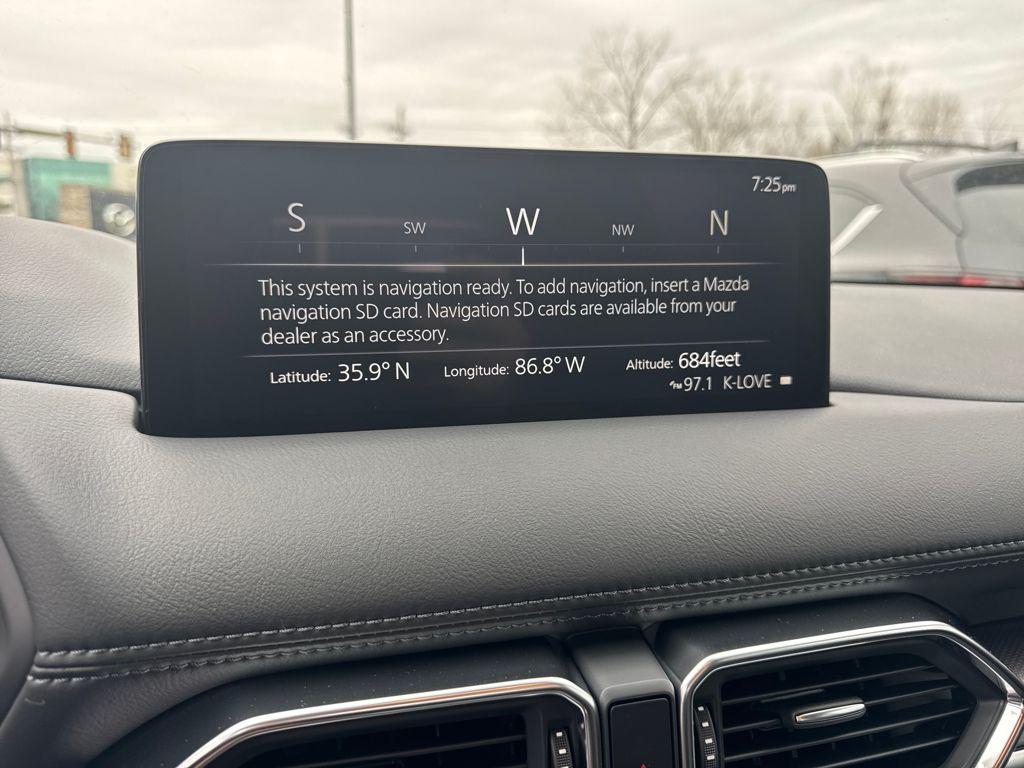 7:25pm
S SW W NW N
This system is navigation ready. To add navigation, insert a Mazda
navigation SD card. Navigation SD cards are available from your
dealer as an accessory.
Latitude: 35.9° N Longitude: 86.8° W Altitude: 684feet
FM 97.1 K-LOVE